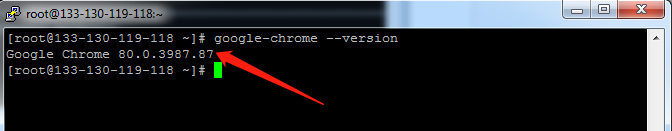 root@133-130-119-118:~
[root@133-130-119-118 ~]# google-chrome --version
Google Chrome 80.0.3987.87
[root@133-130-119-118 ~]#